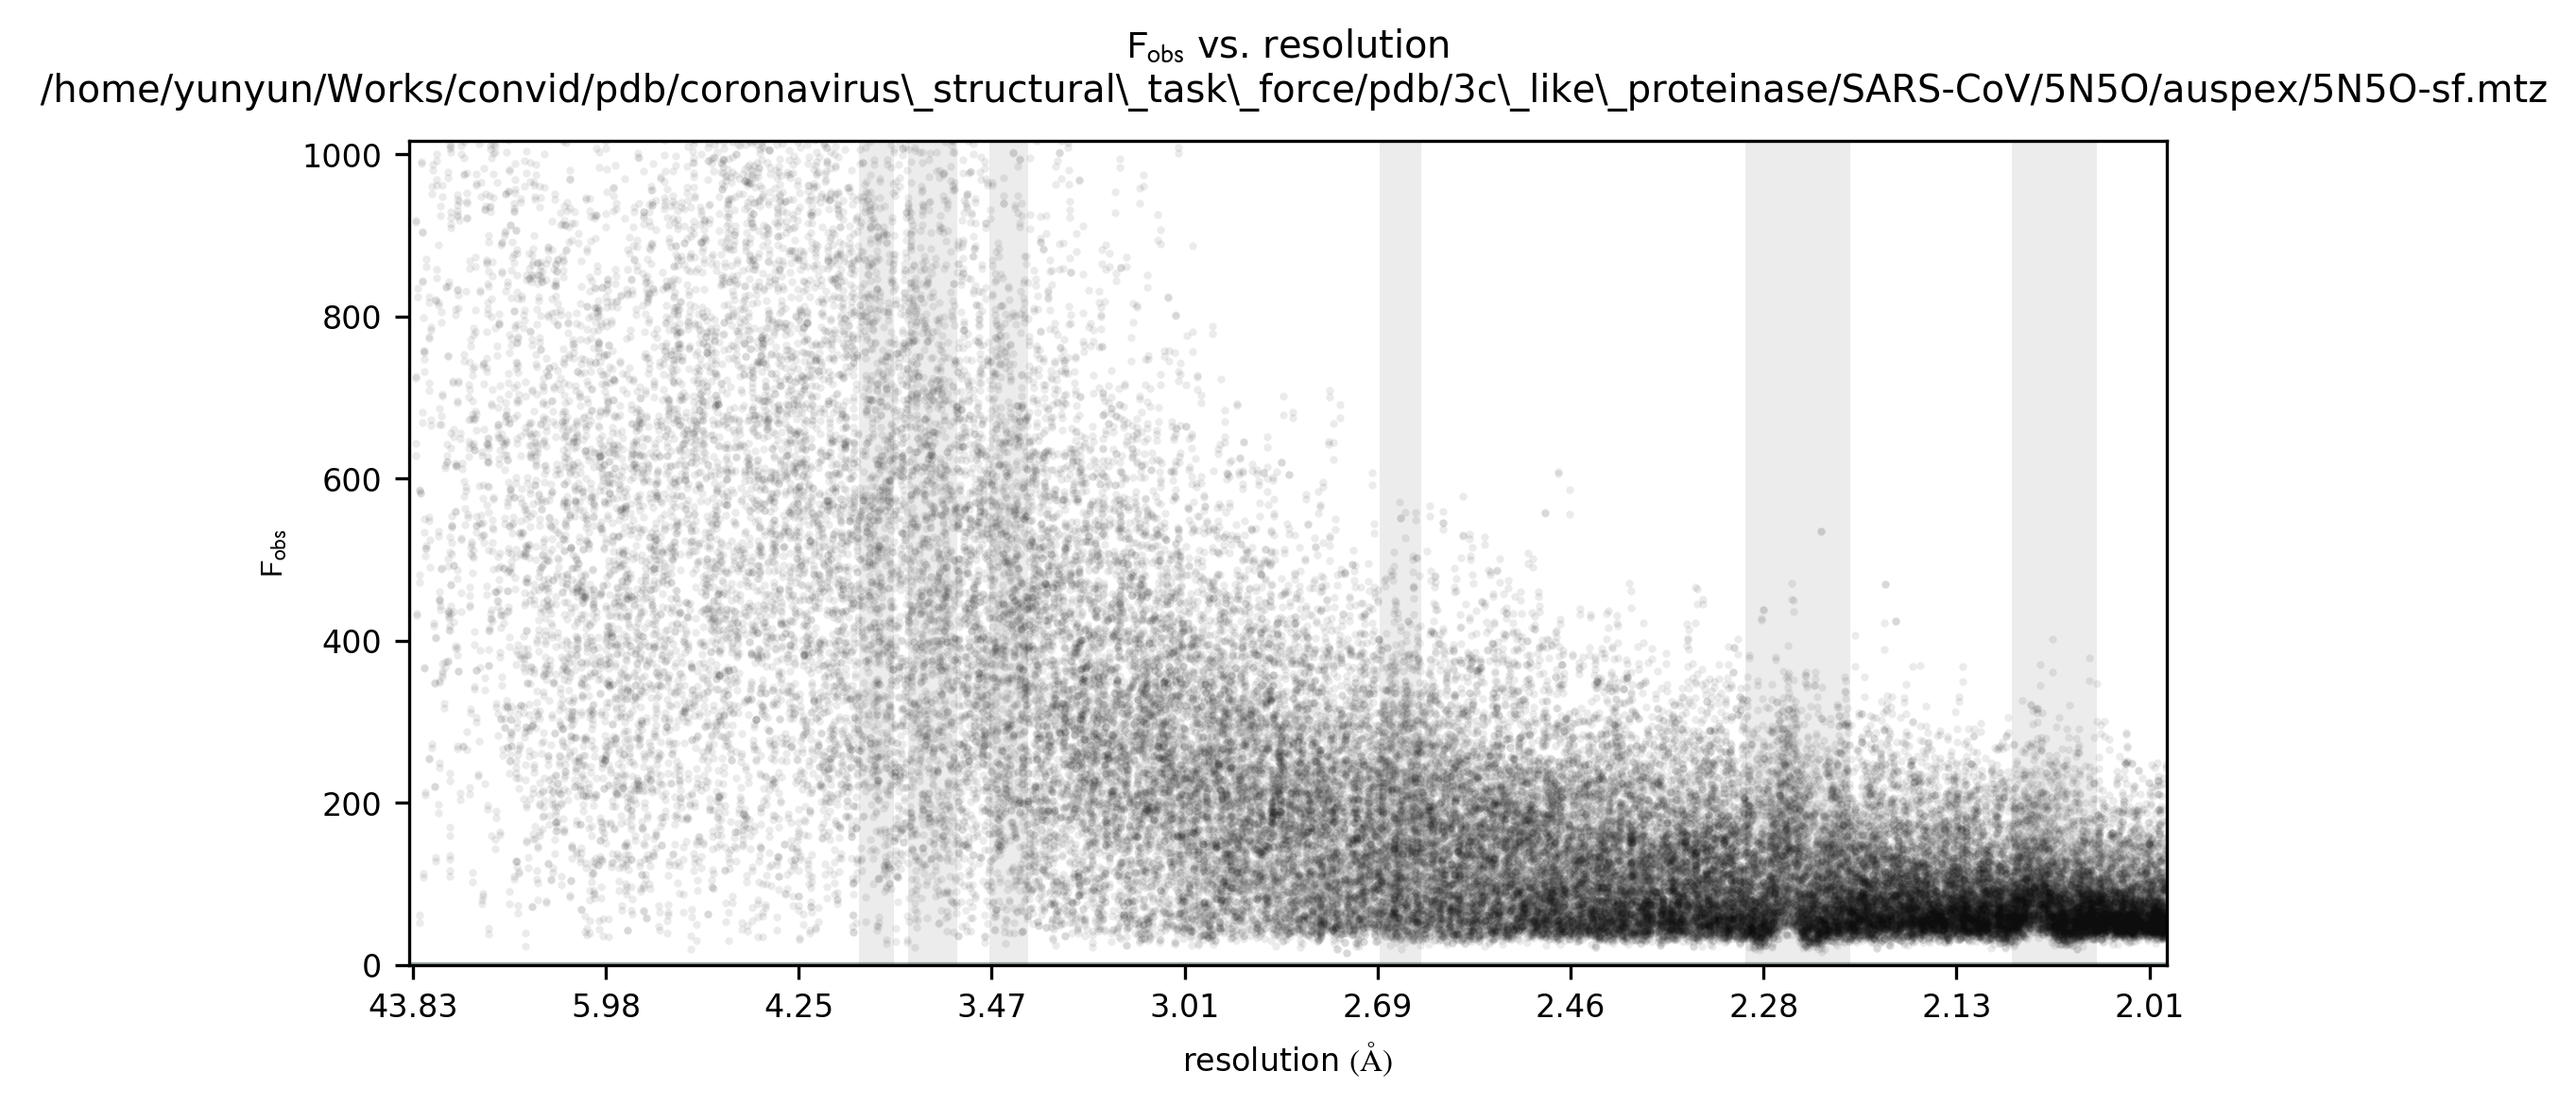 Fobs vs. resolution
/home/yunyun/Works/convid/pdb/coronavirus\_structural\_task\_force/pdb/3c\_like\_proteinase/SARS-CoV/5N5O/auspex/5N5O-sf.mtz
1000
800
600
400
200
0
Fobs
43.83 5.98 4.25 3.47 3.01 2.69 2.46 2.28 2.13 2.01
resolution (Å)